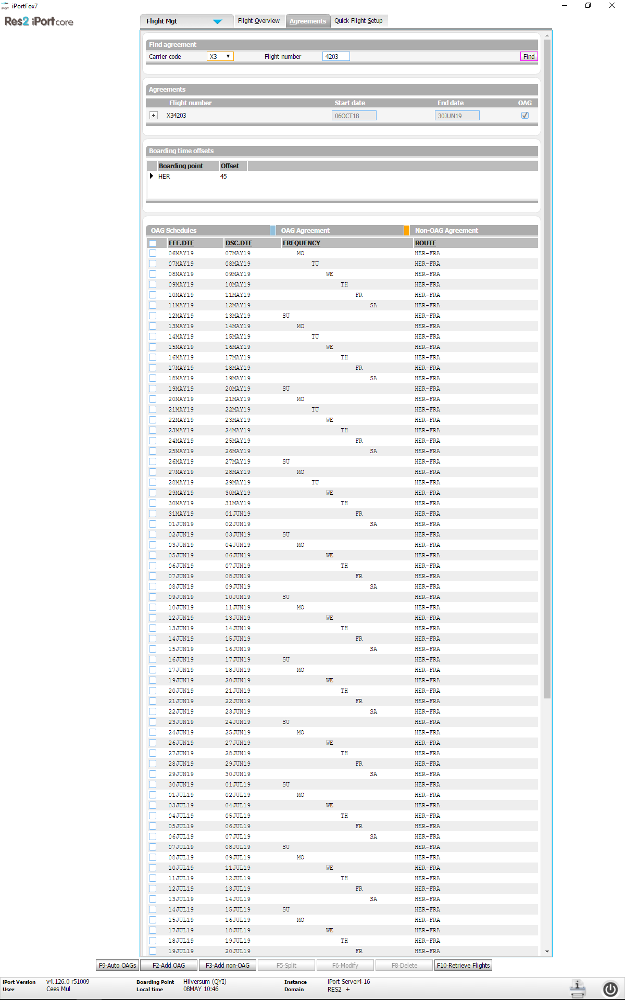 iPortFox7
Res2 iPortcore
Flight Mgt Flight Overview Agreements Quick Flight Setup
Find agreement
Carrier code X3 Flight number 4203 Find
Agreements
Flight number Start date End date OAG
+ X34203 06OCT18 30JUN19
Boarding time offsets
Boarding point Offset
HER 45
OAG Schedules OAG Agreement Non-OAG Agreement
EFF.DTE DSC.DTE FREQUENCY ROUTE
06MAY19 07MAY19 MO HER-FRA
07MAY19 08MAY19 TU HER-FRA
08MAY19 09MAY19 WE HER-FRA
09MAY19 10MAY19 TH HER-FRA
10MAY19 11MAY19 FR HER-FRA
11MAY19 12MAY19 SA HER-FRA
12MAY19 13MAY19 SU HER-FRA
13MAY19 14MAY19 MO HER-FRA
14MAY19 15MAY19 TU HER-FRA
15MAY19 16MAY19 WE HER-FRA
16MAY19 17MAY19 TH HER-FRA
17MAY19 18MAY19 FR HER-FRA
18MAY19 19MAY19 SA HER-FRA
19MAY19 20MAY19 SU HER-FRA
20MAY19 21MAY19 MO HER-FRA
21MAY19 22MAY19 TU HER-FRA
22MAY19 23MAY19 WE HER-FRA
23MAY19 24MAY19 TH HER-FRA
24MAY19 25MAY19 FR HER-FRA
25MAY19 26MAY19 SA HER-FRA
26MAY19 27MAY19 SU HER-FRA
27MAY19 28MAY19 MO HER-FRA
28MAY19 29MAY19 TU HER-FRA
29MAY19 30MAY19 WE HER-FRA
30MAY19 31MAY19 TH HER-FRA
31MAY19 01JUN19 FR HER-FRA
01JUN19 02JUN19 SA HER-FRA
02JUN19 03JUN19 SU HER-FRA
03JUN19 04JUN19 MO HER-FRA
05JUN19 06JUN19 WE HER-FRA
06JUN19 07JUN19 TH HER-FRA
07JUN19 08JUN19 FR HER-FRA
08JUN19 09JUN19 SA HER-FRA
09JUN19 10JUN19 SU HER-FRA
10JUN19 11JUN19 MO HER-FRA
12JUN19 13JUN19 WE HER-FRA
13JUN19 14JUN19 TH HER-FRA
14JUN19 15JUN19 FR HER-FRA
15JUN19 16JUN19 SA HER-FRA
16JUN19 17JUN19 SU HER-FRA
17JUN19 18JUN19 MO HER-FRA
19JUN19 20JUN19 WE HER-FRA
20JUN19 21JUN19 TH HER-FRA
21JUN19 22JUN19 FR HER-FRA
22JUN19 23JUN19 SA HER-FRA
23JUN19 24JUN19 SU HER-FRA
24JUN19 25JUN19 MO HER-FRA
26JUN19 27JUN19 WE HER-FRA
27JUN19 28JUN19 TH HER-FRA
28JUN19 29JUN19 FR HER-FRA
29JUN19 30JUN19 SA HER-FRA
30JUN19 01JUL19 SU HER-FRA
01JUL19 02JUL19 MO HER-FRA
03JUL19 04JUL19 WE HER-FRA
04JUL19 05JUL19 TH HER-FRA
05JUL19 06JUL19 FR HER-FRA
06JUL19 07JUL19 SA HER-FRA
07JUL19 08JUL19 SU HER-FRA
08JUL19 09JUL19 MO HER-FRA
10JUL19 11JUL19 WE HER-FRA
11JUL19 12JUL19 TH HER-FRA
12JUL19 13JUL19 FR HER-FRA
13JUL19 14JUL19 SA HER-FRA
14JUL19 15JUL19 SU HER-FRA
15JUL19 16JUL19 MO HER-FRA
17JUL19 18JUL19 WE HER-FRA
18JUL19 19JUL19 TH HER-FRA
19JUL19 20JUL19 FR HER-FRA
F9-Auto OAGs F2-Add OAG F3-Add non-OAG F5-Split F6-Modify F8-Delete F10-Retrieve Flights
iPort Version v4.126.0 r51009 Boarding Point Hilversum (QYI) Instance iPort Server4-16
User Cees Mul Local time 08MAY 10:46 Domain RES2 +